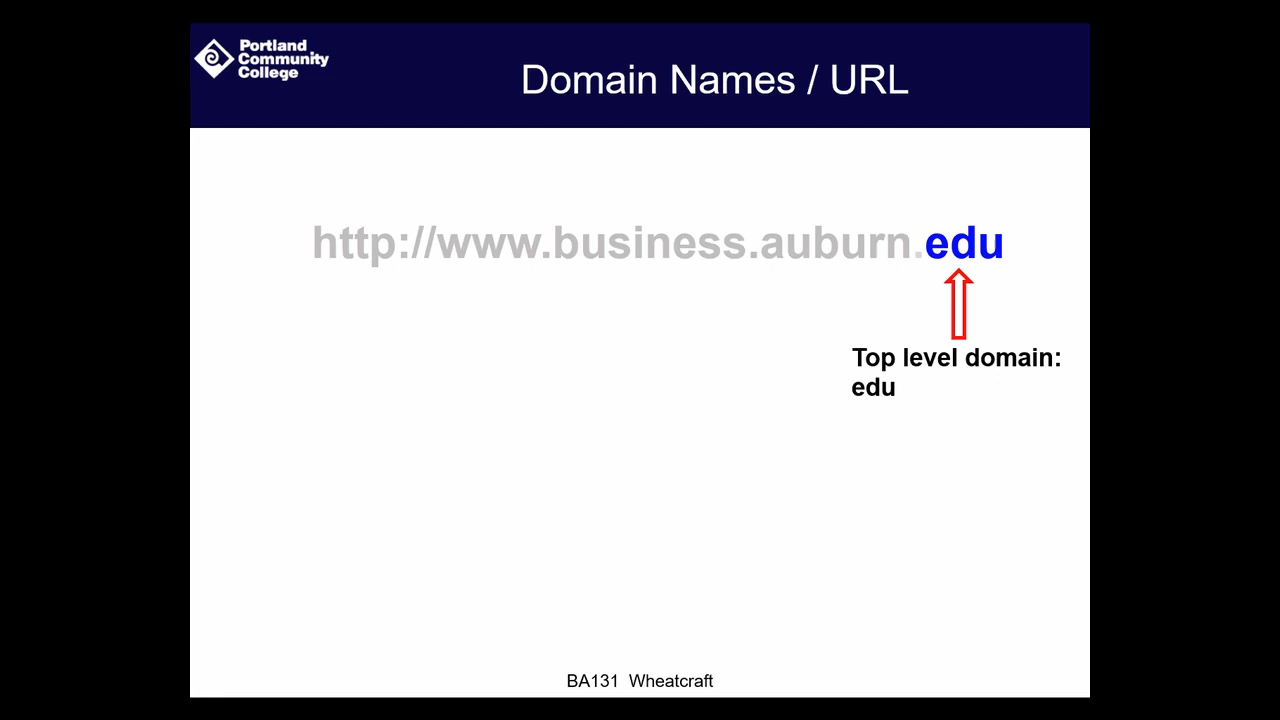 Portland
Community
College
Domain Names / URL
http://www.business.auburn.edu
Top level domain:
edu
BA131 Wheatcraft